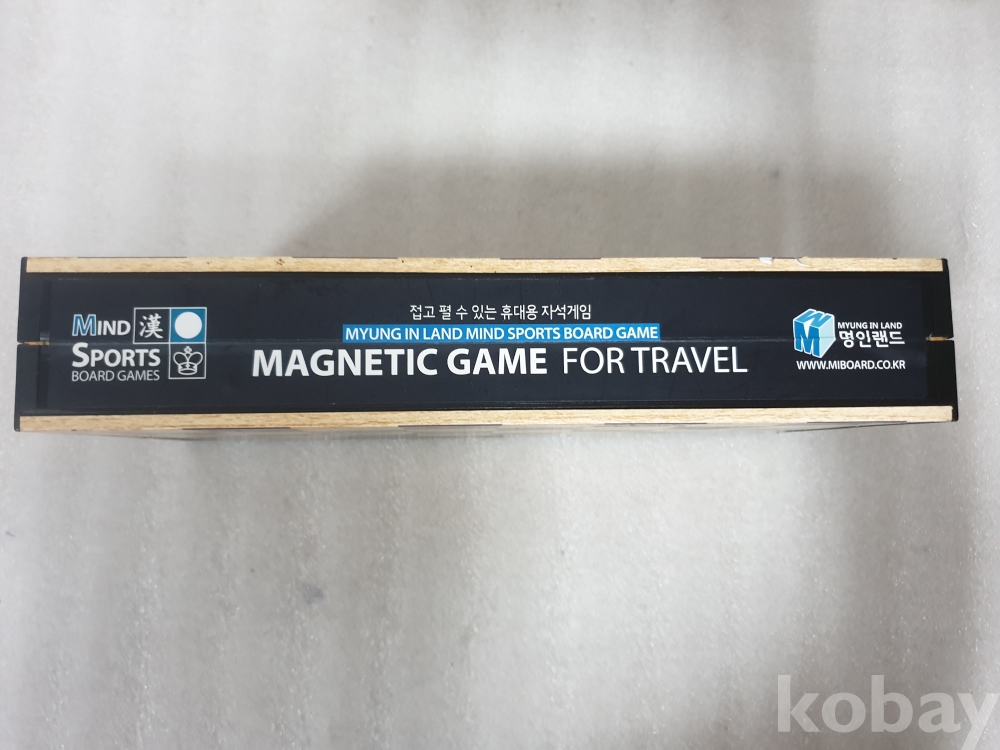 MIND 漢
SPORTS
BOARD GAMES
접고 펼 수 있는 휴대용 자석게임
MYUNG IN LAND MIND SPORTS BOARD GAME
MAGNETIC GAME FOR TRAVEL
M
MYUNG IN LAND
명인랜드
WWW.MIBOARD.CO.KR
kobay